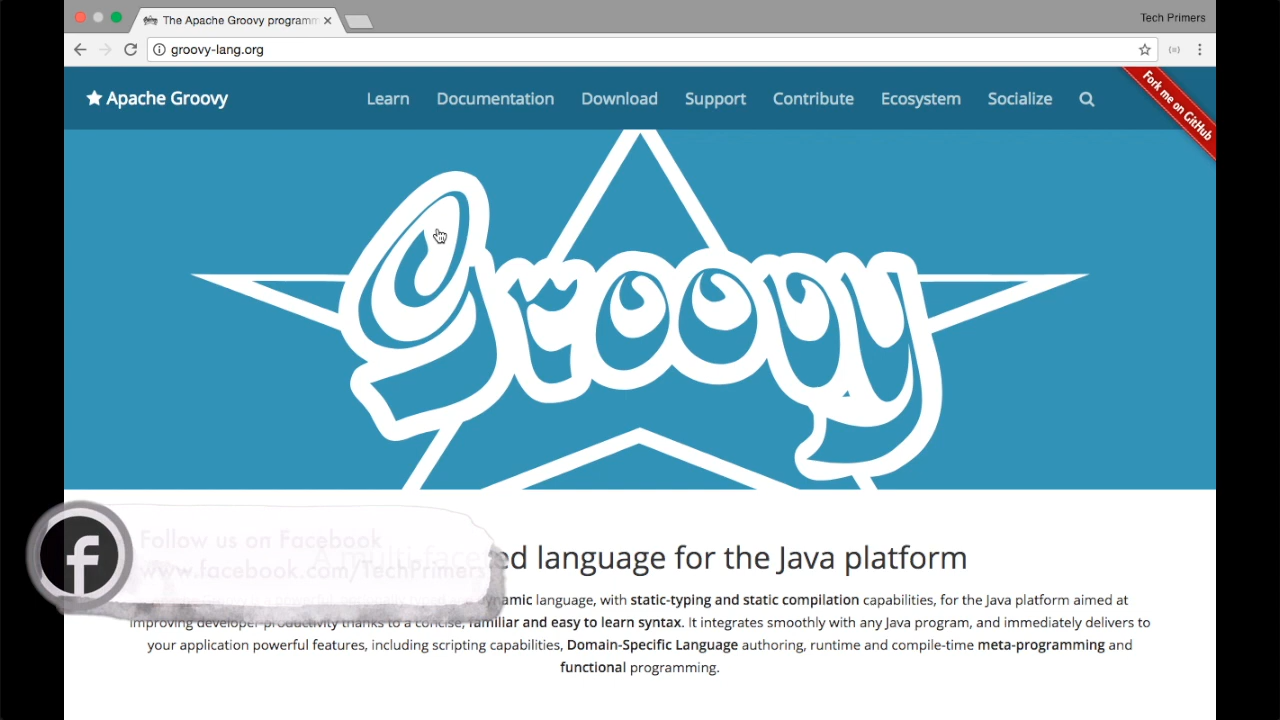 The Apache Groovy programm
Tech Primers
groovy-lang.org
Apache Groovy
Learn
Documentation
Download
Support
Contribute
Ecosystem
Socialize
Fork me on GitHub
Groovy
Follow us on Facebook
www.facebook.com/TechPrimers
A multi-faceted language for the Java platform
dynamic language, with static-typing and static compilation capabilities, for the Java platform aimed at
improving developer productivity thanks to a concise, familiar and easy to learn syntax. It integrates smoothly with any Java program, and immediately delivers to
your application powerful features, including scripting capabilities, Domain-Specific Language authoring, runtime and compile-time meta-programming and
functional programming.